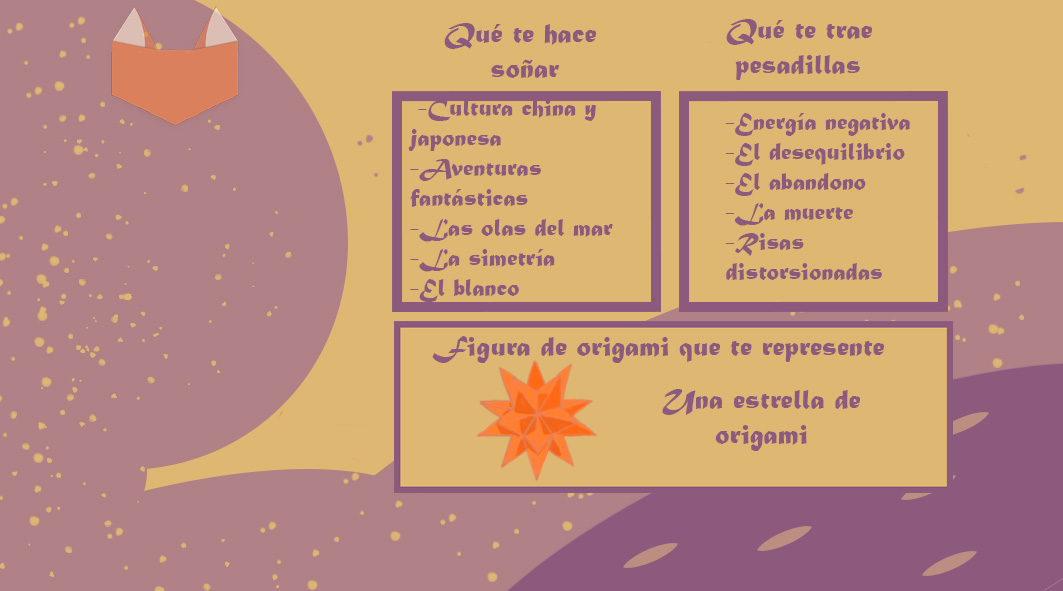 Qué te hace
soñar
-Cultura china y
japonesa
-Aventuras
fantásticas
-Las olas del mar
-La simetría
-El blanco
Qué te trae
pesadillas
-Energía negativa
-El desequilibrio
-El abandono
-La muerte
-Risas
distorsionadas
Figura de origami que te represente
Una estrella de
origami